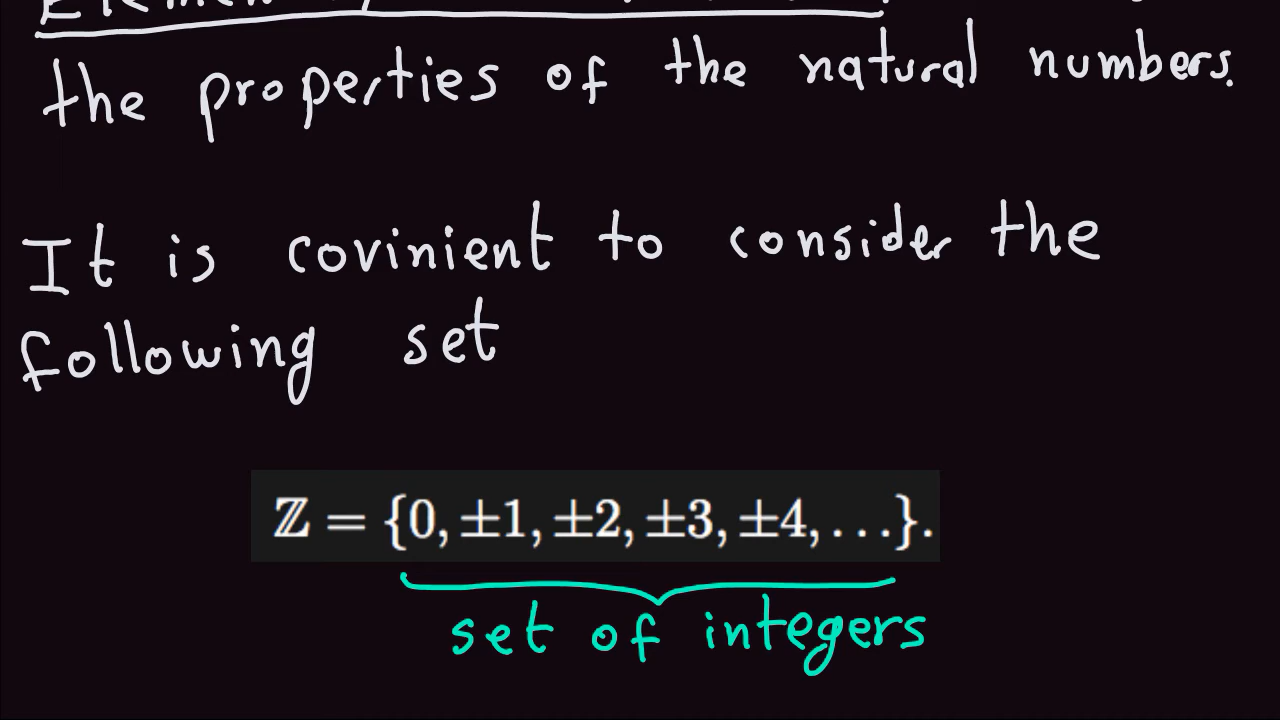 the properties of the natural numbers.
It is covinient to consider the
following set
ℤ = {0, ±1, ±2, ±3, ±4, ...}.
set of integers